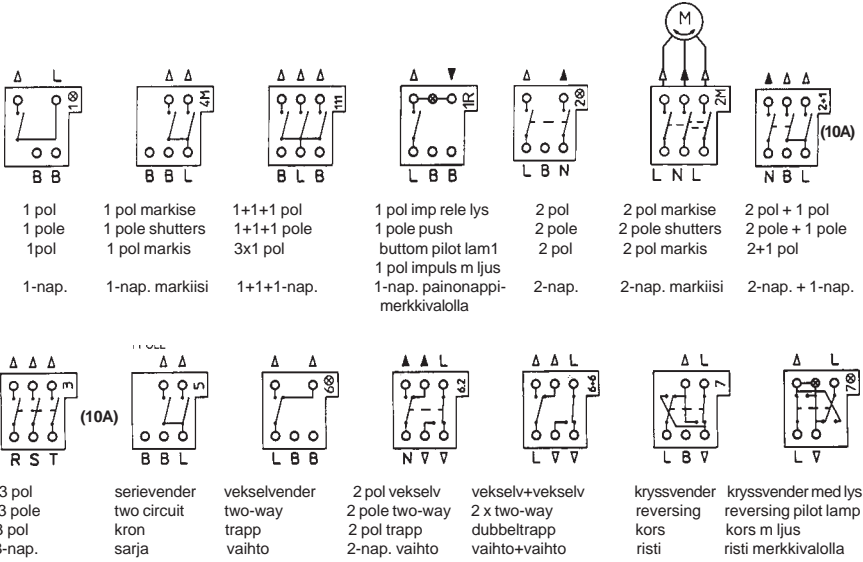 M
L
1⊗
4M
111
1R
2⊗
2M
2+1
(10A)
B B
B B L
B L B
L B B
L B N
L N L
N B L
1 pol 1 pol markise 1+1+1 pol 1 pol imp rele lys 2 pol 2 pol markise 2 pol + 1 pol
1 pole 1 pole shutters 1+1+1 pole 1 pole push 2 pole 2 pole shutters 2 pole + 1 pole
1pol 1 pol markis 3x1 pol buttom pilot lam1 2 pol 2 pol markis 2+1 pol
1 pol impuls m ljus
1-nap. 1-nap. markiisi 1+1+1-nap. 1-nap. painonappi- 2-nap. 2-nap. markiisi 2-nap. + 1-nap.
merkkivalolla
L
L
L
L
3
5
6⊗
6.2
6+6
7
7⊗
(10A)
R S T
B B L
L B B
N ∇ ∇
L ∇ ∇
L B ∇
L ∇
3 pol serievender vekselvender 2 pol vekselv vekselv+vekselv kryssvender kryssvender med lys
3 pole two circuit two-way 2 pole two-way 2 x two-way reversing reversing pilot lamp
3 pol kron trapp 2 pol trapp dubbeltrapp kors kors m ljus
3-nap. sarja vaihto 2-nap. vaihto vaihto+vaihto risti risti merkkivalolla